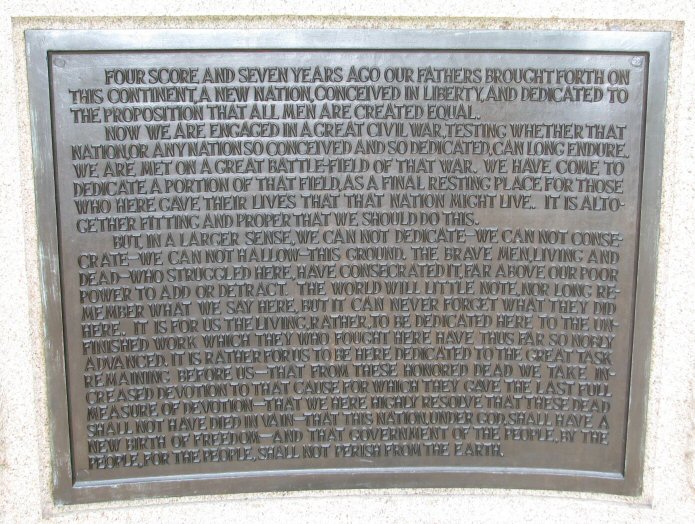 FOUR SCORE AND SEVEN YEARS AGO OUR FATHERS BROUGHT FORTH ON
THIS CONTINENT, A NEW NATION, CONCEIVED IN LIBERTY, AND DEDICATED TO
THE PROPOSITION THAT ALL MEN ARE CREATED EQUAL.
NOW WE ARE ENGAGED IN A GREAT CIVIL WAR, TESTING WHETHER THAT
NATION, OR ANY NATION SO CONCEIVED AND SO DEDICATED, CAN LONG ENDURE.
WE ARE MET ON A GREAT BATTLE-FIELD OF THAT WAR. WE HAVE COME TO
DEDICATE A PORTION OF THAT FIELD, AS A FINAL RESTING PLACE FOR THOSE
WHO HERE GAVE THEIR LIVES THAT THAT NATION MIGHT LIVE. IT IS ALTO-
GETHER FITTING AND PROPER THAT WE SHOULD DO THIS.
BUT, IN A LARGER SENSE, WE CAN NOT DEDICATE—WE CAN NOT CONSE-
CRATE—WE CAN NOT HALLOW—THIS GROUND. THE BRAVE MEN, LIVING AND
DEAD—WHO STRUGGLED HERE, HAVE CONSECRATED IT, FAR ABOVE OUR POOR
POWER TO ADD OR DETRACT. THE WORLD WILL LITTLE NOTE, NOR LONG RE-
MEMBER WHAT WE SAY HERE, BUT IT CAN NEVER FORGET WHAT THEY DID
HERE. IT IS FOR US THE LIVING, RATHER, TO BE DEDICATED HERE TO THE UN-
FINISHED WORK WHICH THEY WHO FOUGHT HERE HAVE THUS FAR SO NOBLY
ADVANCED. IT IS RATHER FOR US TO BE HERE DEDICATED TO THE GREAT TASK
REMAINING BEFORE US—THAT FROM THESE HONORED DEAD WE TAKE IN-
CREASED DEVOTION TO THAT CAUSE FOR WHICH THEY GAVE THE LAST FULL
MEASURE OF DEVOTION—THAT WE HERE HIGHLY RESOLVE THAT THESE DEAD
SHALL NOT HAVE DIED IN VAIN—THAT THIS NATION, UNDER GOD, SHALL HAVE A
NEW BIRTH OF FREEDOM—AND THAT GOVERNMENT OF THE PEOPLE, BY THE
PEOPLE, FOR THE PEOPLE, SHALL NOT PERISH FROM THE EARTH.